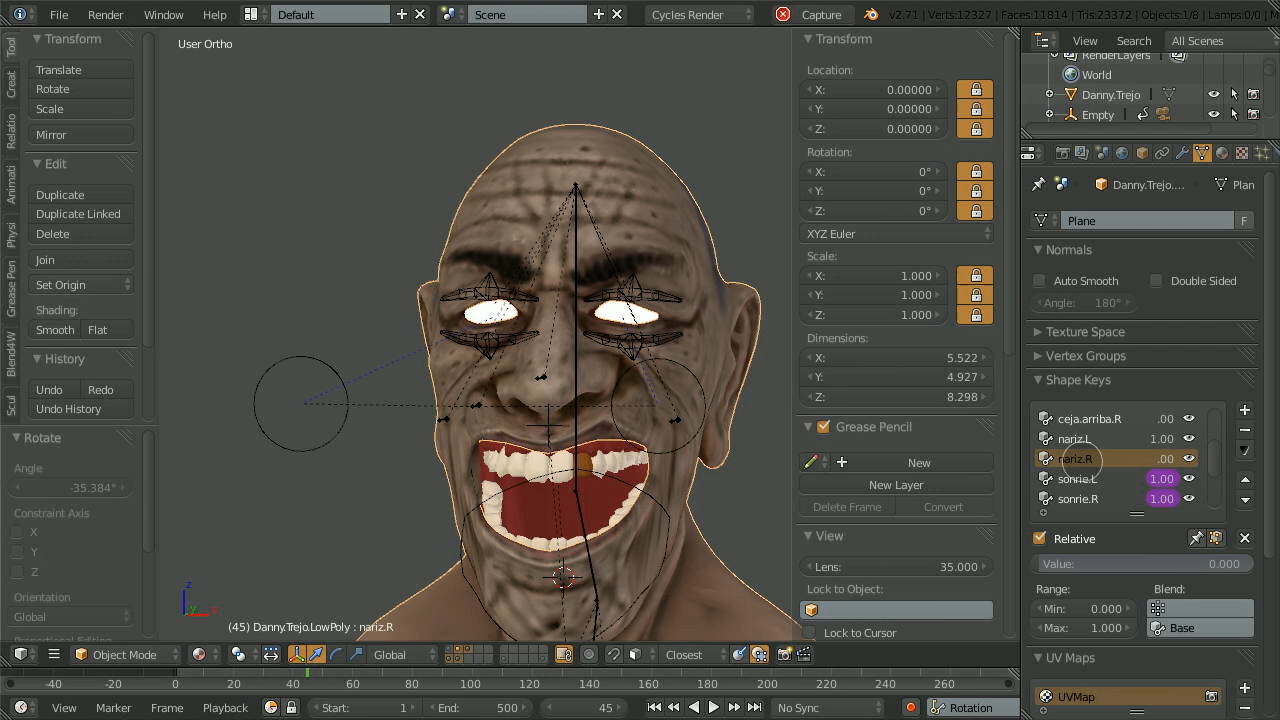 File Render Window Help Default Scene Cycles Render Capture v2.71 | Verts:12327 | Faces:11814 | Tris:23372 | Objects:1/8 | Lamps:0/0 |
Tool
Creat
Relatio
Animati
Physi
Grease Pen
Blend4W
Scul
Transform
Translate
Rotate
Scale
Mirror
Edit
Duplicate
Duplicate Linked
Delete
Join
Set Origin
Shading:
Smooth Flat
History
Undo Redo
Undo History
Rotate
Angle
-35.384°
Constraint Axis
X
Y
Z
Orientation
Global
User Ortho
z
y
(45) Danny.Trejo.LowPoly : nariz.R
Transform
Location:
X: 0.00000
Y: 0.00000
Z: 0.00000
Rotation:
X: 0°
Y: 0°
Z: 0°
XYZ Euler
Scale:
X: 1.000
Y: 1.000
Z: 1.000
Dimensions:
X: 5.522
Y: 4.927
Z: 8.298
Grease Pencil
New
New Layer
Delete Frame Convert
View
Lens: 35.000
Lock to Object:
Lock to Cursor
View Search All Scenes
RenderLayers
World
Danny.Trejo
Empty
Danny.Trejo.... Plan
Plane F
Normals
Auto Smooth Double Sided
Angle: 180°
Texture Space
Vertex Groups
Shape Keys
ceja.arriba.R .00
nariz.L 1.00
nariz.R .00
sonrie.L 1.00
sonrie.R 1.00
Relative
Value: 0.000
Range: Blend:
Min: 0.000
Max: 1.000 Base
UV Maps
UVMap
Object Mode Global Closest
-40 -20 0 20 40 60 80 100 120 140 160 180 200 220 240 260
View Marker Frame Playback Start: 1 End: 500 45 No Sync Rotation